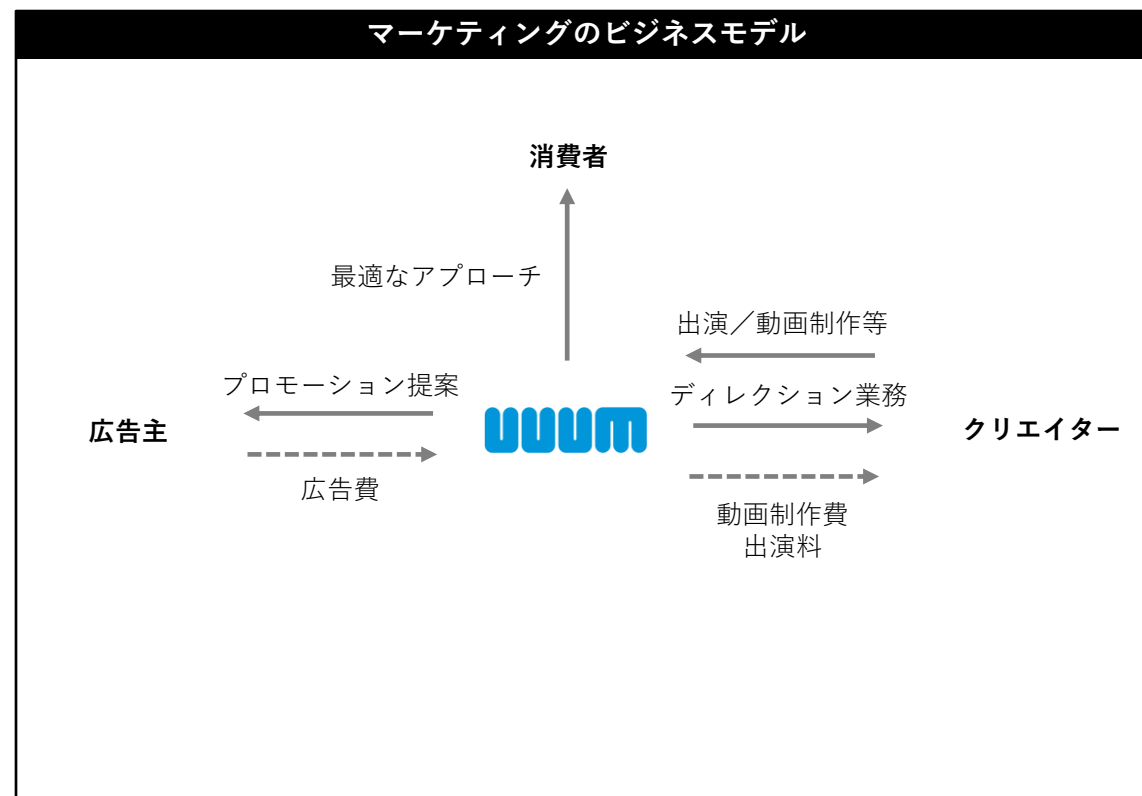 マーケティングのビジネスモデル
消費者
最適なアプローチ
出演／動画制作等
プロモーション提案
ディレクション業務
広告主
UUUM
クリエイター
広告費
動画制作費
出演料